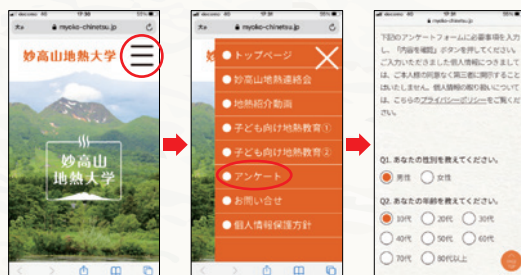 docomo 4G
17:36
myoko-chinetsu.jp
妙高山地熱大学
妙高山
地熱大学
docomo 4G
17:36
myoko-chinetsu.jp
トップページ
妙高山地熱連絡会
地熱紹介動画
子ども向け地熱教育①
子ども向け地熱教育②
アンケート
お問い合せ
個人情報保護方針
myoko-chinetsu.jp
下記のアンケートフォームに必要事項を入力
し、「内容を確認」ボタンを押してください。
ご入力いただきました個人情報につきまして
は、ご本人様の同意なく第三者に開示すること
はいたしません。個人情報の取り扱いについて
は、こちらのプライバシーポリシーをご覧くだ
さい。
Q1. あなたの性別を教えてください。
男性 女性
Q2. あなたの年齢を教えてください。
10代 20代 30代
40代 50代 60代
70代 80代以上